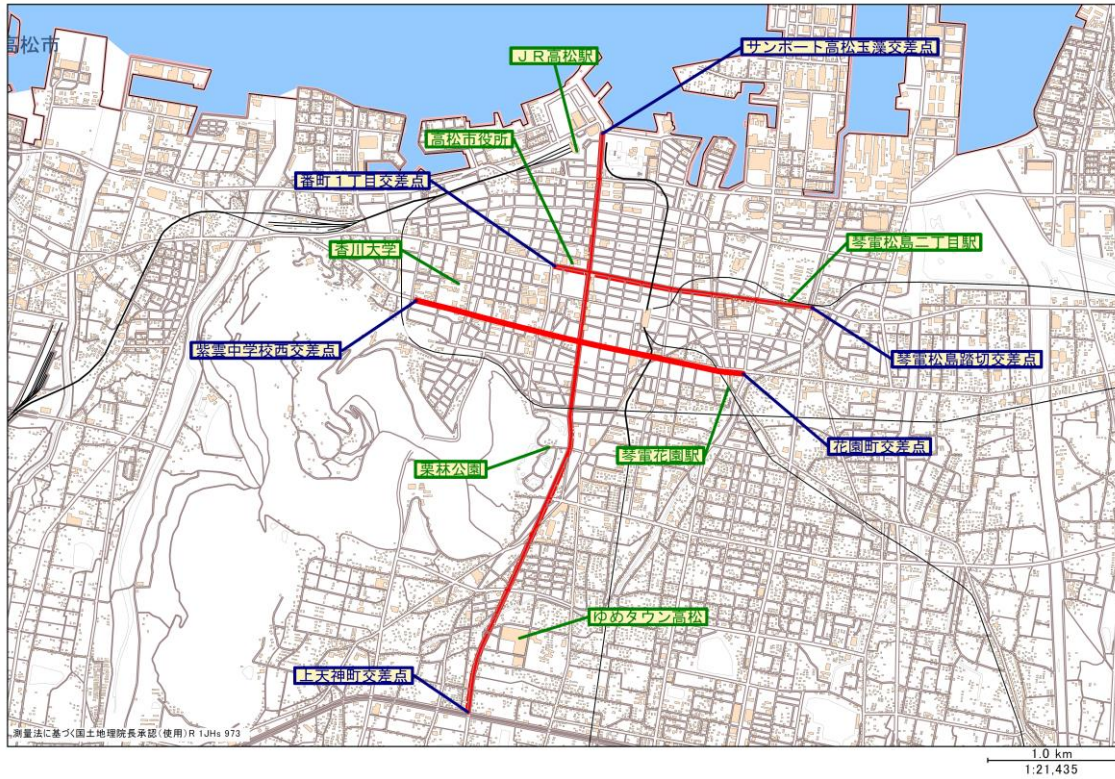 高松市
サンポート高松玉藻交差点
ＪＲ高松駅
高松市役所
番町１丁目交差点
香川大学
琴電松島二丁目駅
紫雲中学校西交差点
琴電松島踏切交差点
花園町交差点
琴電花園駅
栗林公園
ゆめタウン高松
上天神町交差点
測量法に基づく国土地理院長承認(使用)R 1JHs 973
1.0 km
1:21,435